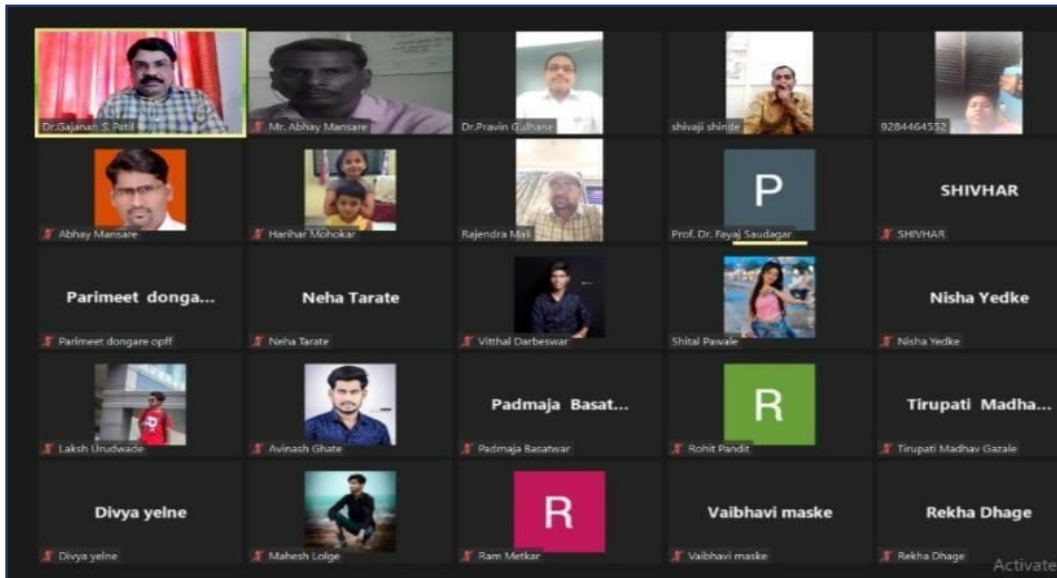 Dr.Gajanan S. Patil
Mr. Abhay Mansare
Dr.Pravin Gulhane
shivaji shinde
9284464532
P
SHIVHAR
Abhay Mansare
Harihar Mohokar
Rajendra Mali
Prof. Dr. Fayaj Saudagar
SHIVHAR
Parimeet donga...
Neha Tarate
Nisha Yedke
Parimeet dongare opff
Neha Tarate
Vitthal Darbeswar
Shital Pawale
Nisha Yedke
Padmaja Basat...
R
Tirupati Madha...
Laksh Urudwade
Avinash Ghate
Padmaja Basatwar
Rohit Pandit
Tirupati Madhav Gazale
Divya yelne
R
Vaibhavi maske
Rekha Dhage
Divya yelne
Mahesh Lolge
Ram Metkar
Vaibhavi maske
Rekha Dhage
Activate